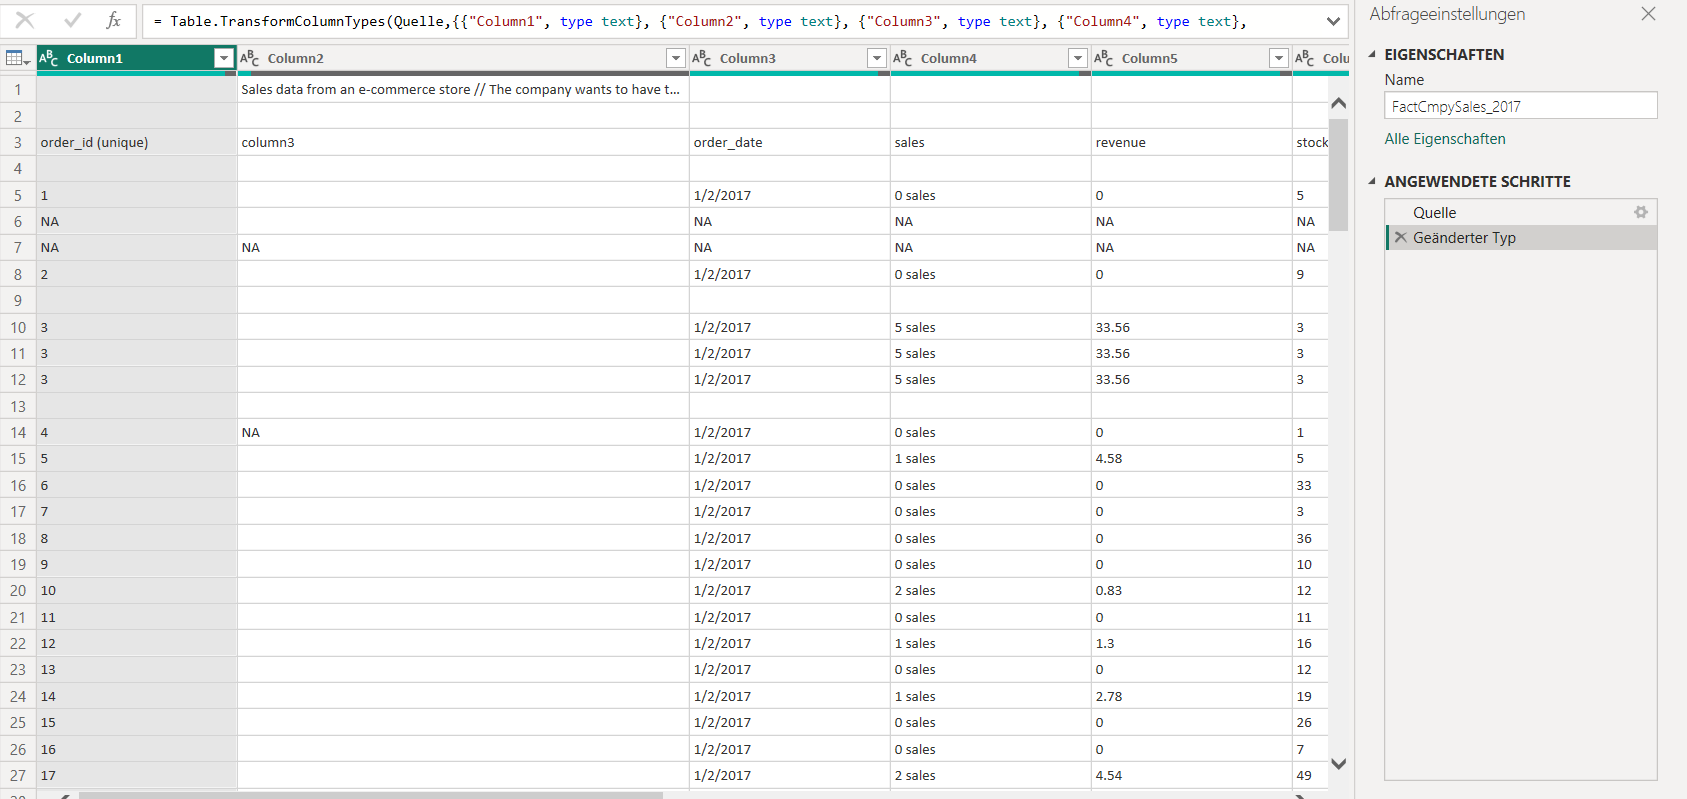 fx = Table.TransformColumnTypes(Quelle,{{"Column1", type text}, {"Column2", type text}, {"Column3", type text}, {"Column4", type text},
ABC Column1 ABC Column2 ABC Column3 ABC Column4 ABC Column5 ABC Colu
1 Sales data from an e-commerce store // The company wants to have t...
2
3 order_id (unique) column3 order_date sales revenue stock
4
5 1 1/2/2017 0 sales 0 5
6 NA NA NA NA NA
7 NA NA NA NA NA NA
8 2 1/2/2017 0 sales 0 9
9
10 3 1/2/2017 5 sales 33.56 3
11 3 1/2/2017 5 sales 33.56 3
12 3 1/2/2017 5 sales 33.56 3
13
14 4 NA 1/2/2017 0 sales 0 1
15 5 1/2/2017 1 sales 4.58 5
16 6 1/2/2017 0 sales 0 33
17 7 1/2/2017 0 sales 0 3
18 8 1/2/2017 0 sales 0 36
19 9 1/2/2017 0 sales 0 10
20 10 1/2/2017 2 sales 0.83 12
21 11 1/2/2017 0 sales 0 11
22 12 1/2/2017 1 sales 1.3 16
23 13 1/2/2017 0 sales 0 12
24 14 1/2/2017 1 sales 2.78 19
25 15 1/2/2017 0 sales 0 26
26 16 1/2/2017 0 sales 0 7
27 17 1/2/2017 2 sales 4.54 49
Abfrageeinstellungen
EIGENSCHAFTEN
Name
FactCmpySales_2017
Alle Eigenschaften
ANGEWENDETE SCHRITTE
Quelle
Geänderter Typ